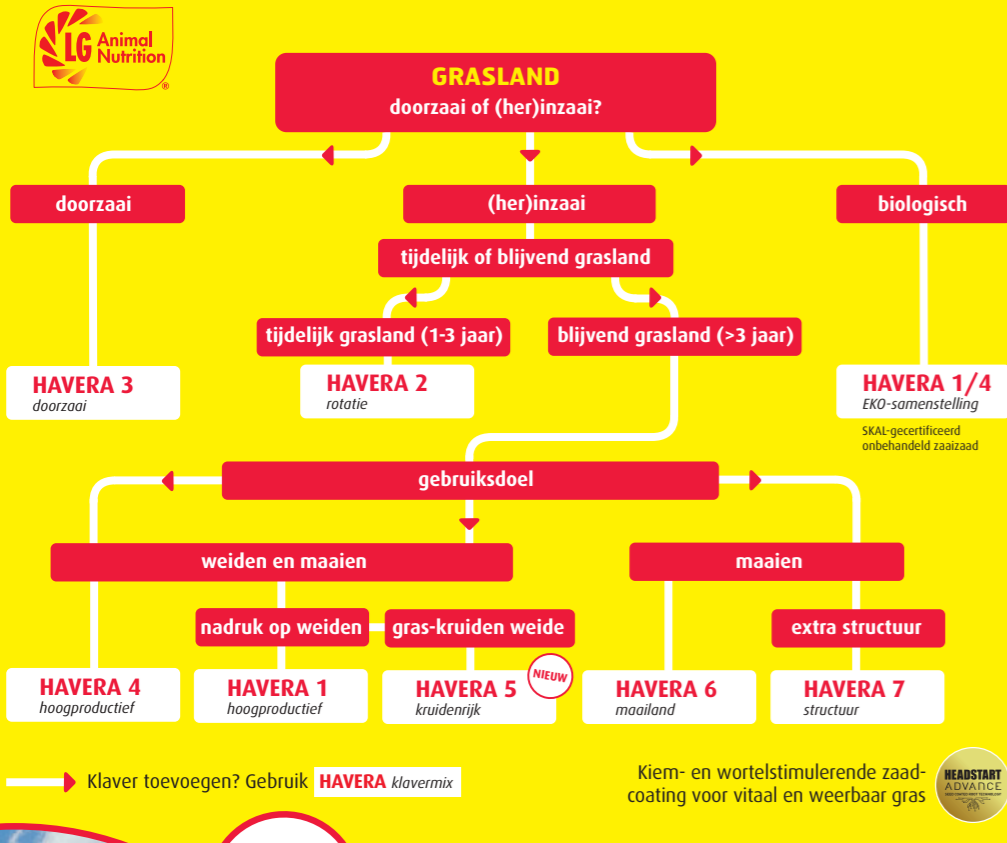 LG Animal
Nutrition
®
GRASLAND
doorzaai of (her)inzaai?
doorzaai
(her)inzaai
biologisch
tijdelijk of blijvend grasland
tijdelijk grasland (1-3 jaar)
blijvend grasland (>3 jaar)
HAVERA 3
doorzaai
HAVERA 2
rotatie
HAVERA 1/4
EKO-samenstelling
SKAL-gecertificeerd
onbehandeld zaaizaad
gebruiksdoel
weiden en maaien
maaien
nadruk op weiden
gras-kruiden weide
extra structuur
HAVERA 4
hoogproductief
HAVERA 1
hoogproductief
HAVERA 5
kruidenrijk
NIEUW
HAVERA 6
maailand
HAVERA 7
structuur
Klaver toevoegen? Gebruik HAVERA klavermix
Kiem- en wortelstimulerende zaad-
coating voor vitaal en weerbaar gras
HEADSTART
ADVANCE